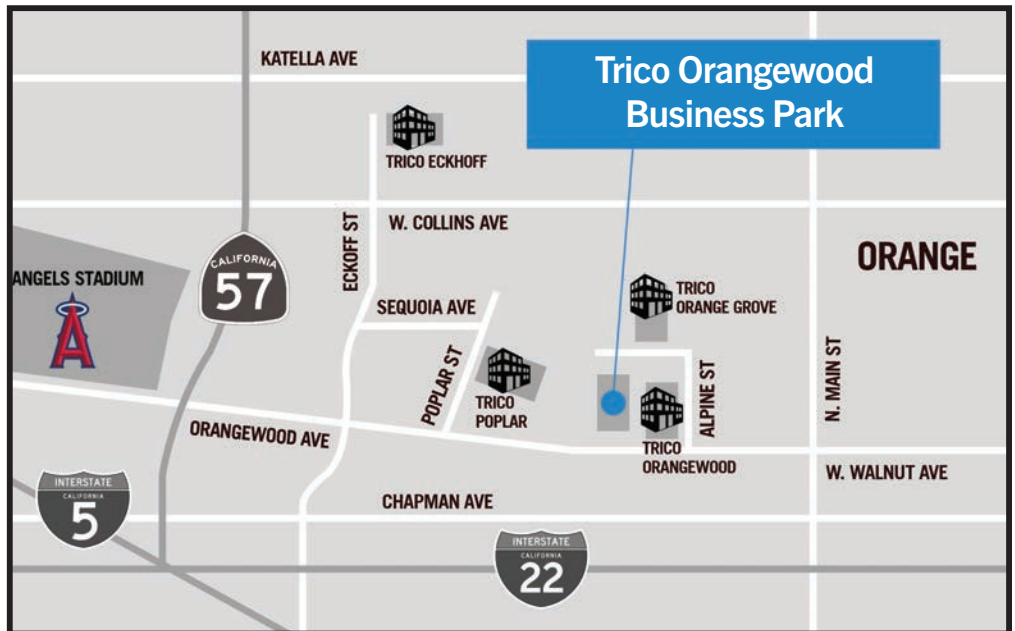 KATELLA AVE
Trico Orangewood
Business Park
TRICO ECKHOFF
W. COLLINS AVE
ECKOFF ST
ORANGE
CALIFORNIA
57
ANGELS STADIUM
A
SEQUOIA AVE
TRICO
ORANGE GROVE
POPLAR ST
TRICO
POPLAR
ALPINE ST
N. MAIN ST
ORANGEWOOD AVE
TRICO
ORANGEWOOD
W. WALNUT AVE
INTERSTATE
CALIFORNIA
5
CHAPMAN AVE
INTERSTATE
CALIFORNIA
22